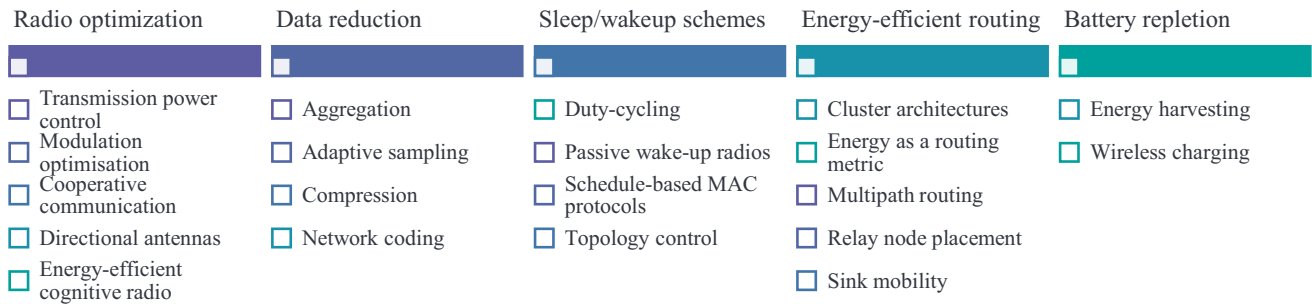 Radio optimization
Transmission power
control
Modulation
optimisation
Cooperative
communication
Directional antennas
Energy-efficient
cognitive radio
Data reduction
Aggregation
Adaptive sampling
Compression
Network coding
Sleep/wakeup schemes
Duty-cycling
Passive wake-up radios
Schedule-based MAC
protocols
Topology control
Energy-efficient routing
Cluster architectures
Energy as a routing
metric
Multipath routing
Relay node placement
Sink mobility
Battery repletion
Energy harvesting
Wireless charging